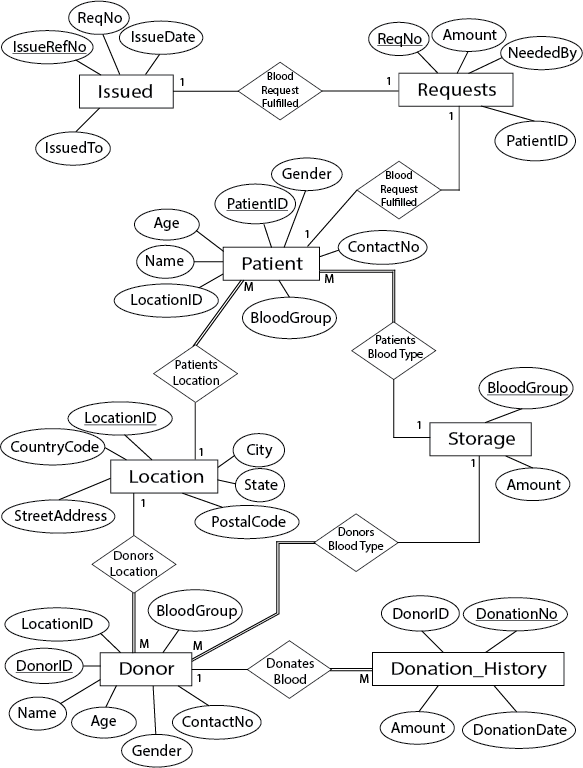 ReqNo
IssueRefNo
IssueDate
Issued
IssuedTo
1
Blood
Request
Fulfilled
1
ReqNo
Amount
NeededBy
Requests
PatientID
1
Blood
Request
Fulfilled
1
Gender
PatientID
Age
Name
LocationID
Patient
ContactNo
BloodGroup
M
M
Patients
Location
1
Patients
Blood Type
1
BloodGroup
Storage
Amount
1
LocationID
CountryCode
City
Location
State
StreetAddress
PostalCode
1
Donors
Location
M
Donors
Blood Type
M
LocationID
BloodGroup
DonorID
Donor
Name
Age
Gender
ContactNo
1
Donates
Blood
M
DonorID
DonationNo
Donation_History
Amount
DonationDate